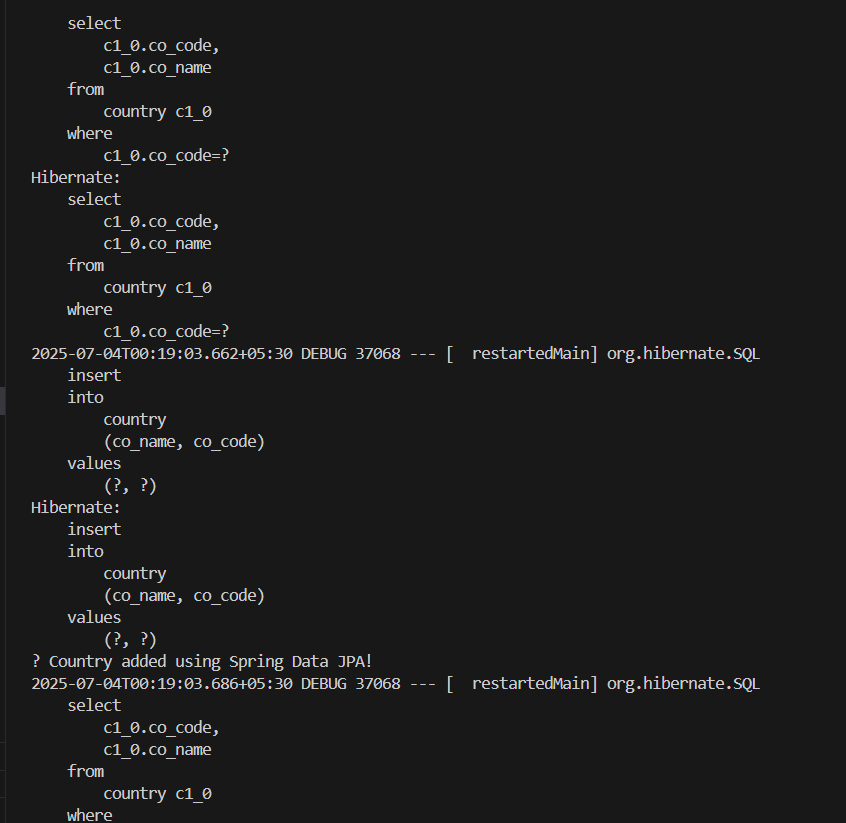 select
        c1_0.co_code,
        c1_0.co_name
    from
        country c1_0
    where
        c1_0.co_code=?
Hibernate:
    select
        c1_0.co_code,
        c1_0.co_name
    from
        country c1_0
    where
        c1_0.co_code=?
2025-07-04T00:19:03.662+05:30 DEBUG 37068 --- [  restartedMain] org.hibernate.SQL
    insert
    into
        country
        (co_name, co_code)
    values
        (?, ?)
Hibernate:
    insert
    into
        country
        (co_name, co_code)
    values
        (?, ?)
? Country added using Spring Data JPA!
2025-07-04T00:19:03.686+05:30 DEBUG 37068 --- [  restartedMain] org.hibernate.SQL
    select
        c1_0.co_code,
        c1_0.co_name
    from
        country c1_0
    where